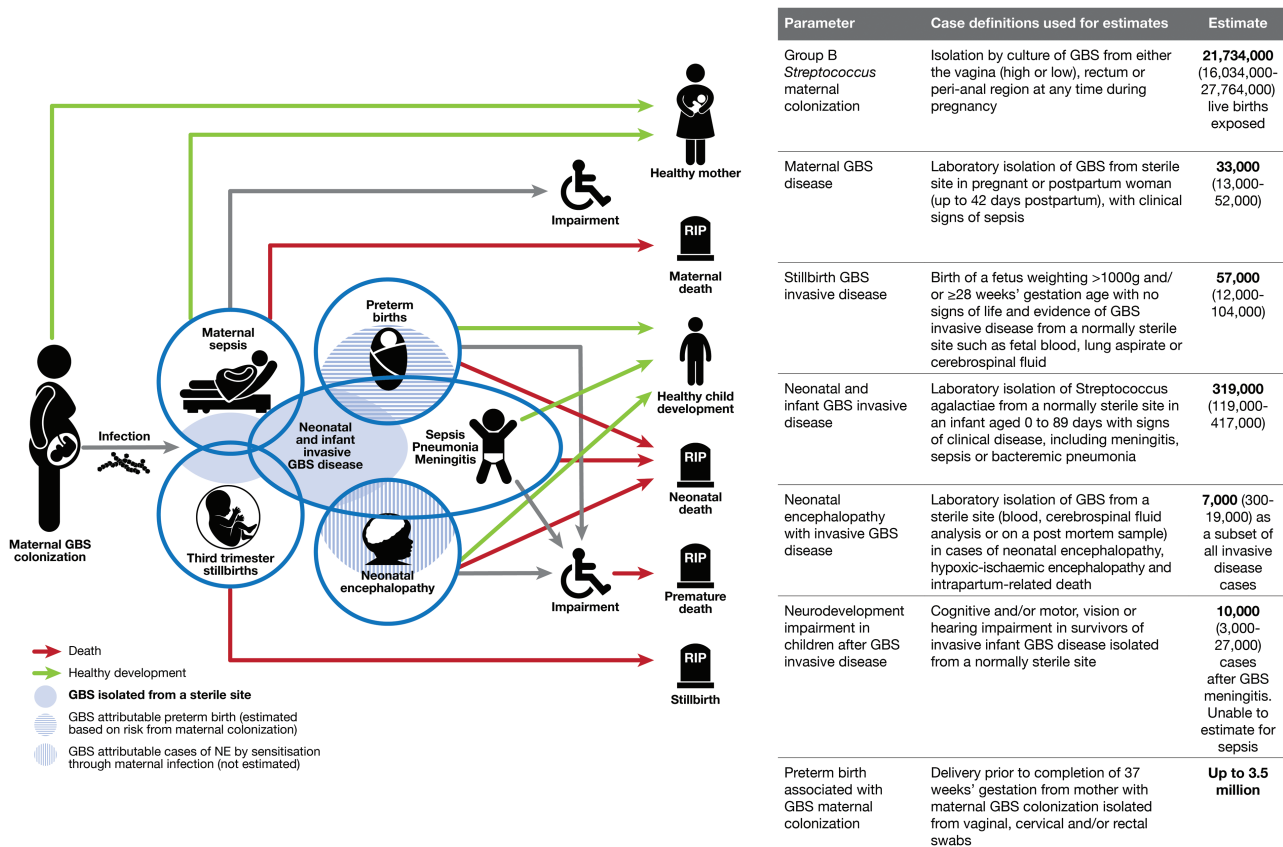 Healthy mother
Impairment
RIP
Maternal
death
Preterm
births
Maternal
sepsis
Healthy child
development
Neonatal
and infant
invasive
GBS disease
Sepsis
Pneumonia
Meningitis
Infection
RIP
Neonatal
death
Maternal GBS
colonization
Third trimester
stillbirths
Neonatal
encephalopathy
Impairment
RIP
Premature
death
RIP
Stillbirth
Death
Healthy development
GBS isolated from a sterile site
GBS attributable preterm birth (estimated
based on risk from maternal colonization)
GBS attributable cases of NE by sensitisation
through maternal infection (not estimated)
Parameter Case definitions used for estimates Estimate
Group B Isolation by culture of GBS from either 21,734,000
Streptococcus the vagina (high or low), rectum or (16,034,000-
maternal peri-anal region at any time during 27,764,000)
colonization pregnancy live births
exposed
Maternal GBS Laboratory isolation of GBS from sterile 33,000
disease site in pregnant or postpartum woman (13,000-
(up to 42 days postpartum), with clinical 52,000)
signs of sepsis
Stillbirth GBS Birth of a fetus weighting >1000g and/ 57,000
invasive disease or ≥28 weeks’ gestation age with no (12,000-
signs of life and evidence of GBS 104,000)
invasive disease from a normally sterile
site such as fetal blood, lung aspirate or
cerebrospinal fluid
Neonatal and Laboratory isolation of Streptococcus 319,000
infant GBS invasive agalactiae from a normally sterile site in (119,000-
disease an infant aged 0 to 89 days with signs 417,000)
of clinical disease, including meningitis,
sepsis or bacteremic pneumonia
Neonatal Laboratory isolation of GBS from a 7,000 (300-
encephalopathy sterile site (blood, cerebrospinal fluid 19,000) as
with invasive GBS analysis or on a post mortem sample) a subset of
disease in cases of neonatal encephalopathy, all invasive
hypoxic-ischaemic encephalopathy and disease
intrapartum-related death cases
Neurodevelopment Cognitive and/or motor, vision or 10,000
impairment in hearing impairment in survivors of (3,000-
children after GBS invasive infant GBS disease isolated 27,000)
invasive disease from a normally sterile site cases
after GBS
meningitis.
Unable to
estimate for
sepsis
Preterm birth Delivery prior to completion of 37 Up to 3.5
associated with weeks’ gestation from mother with million
GBS maternal maternal GBS colonization isolated
colonization from vaginal, cervical and/or rectal
swabs